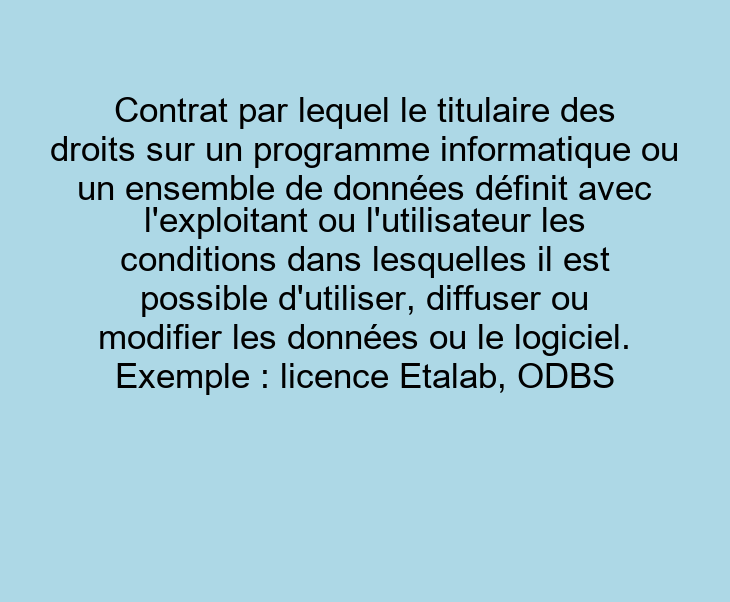 Contrat par lequel le titulaire des
droits sur un programme informatique ou
un ensemble de données définit avec
l'exploitant ou l'utilisateur les
conditions dans lesquelles il est
possible d'utiliser, diffuser ou
modifier les données ou le logiciel.
Exemple : licence Etalab, ODBS